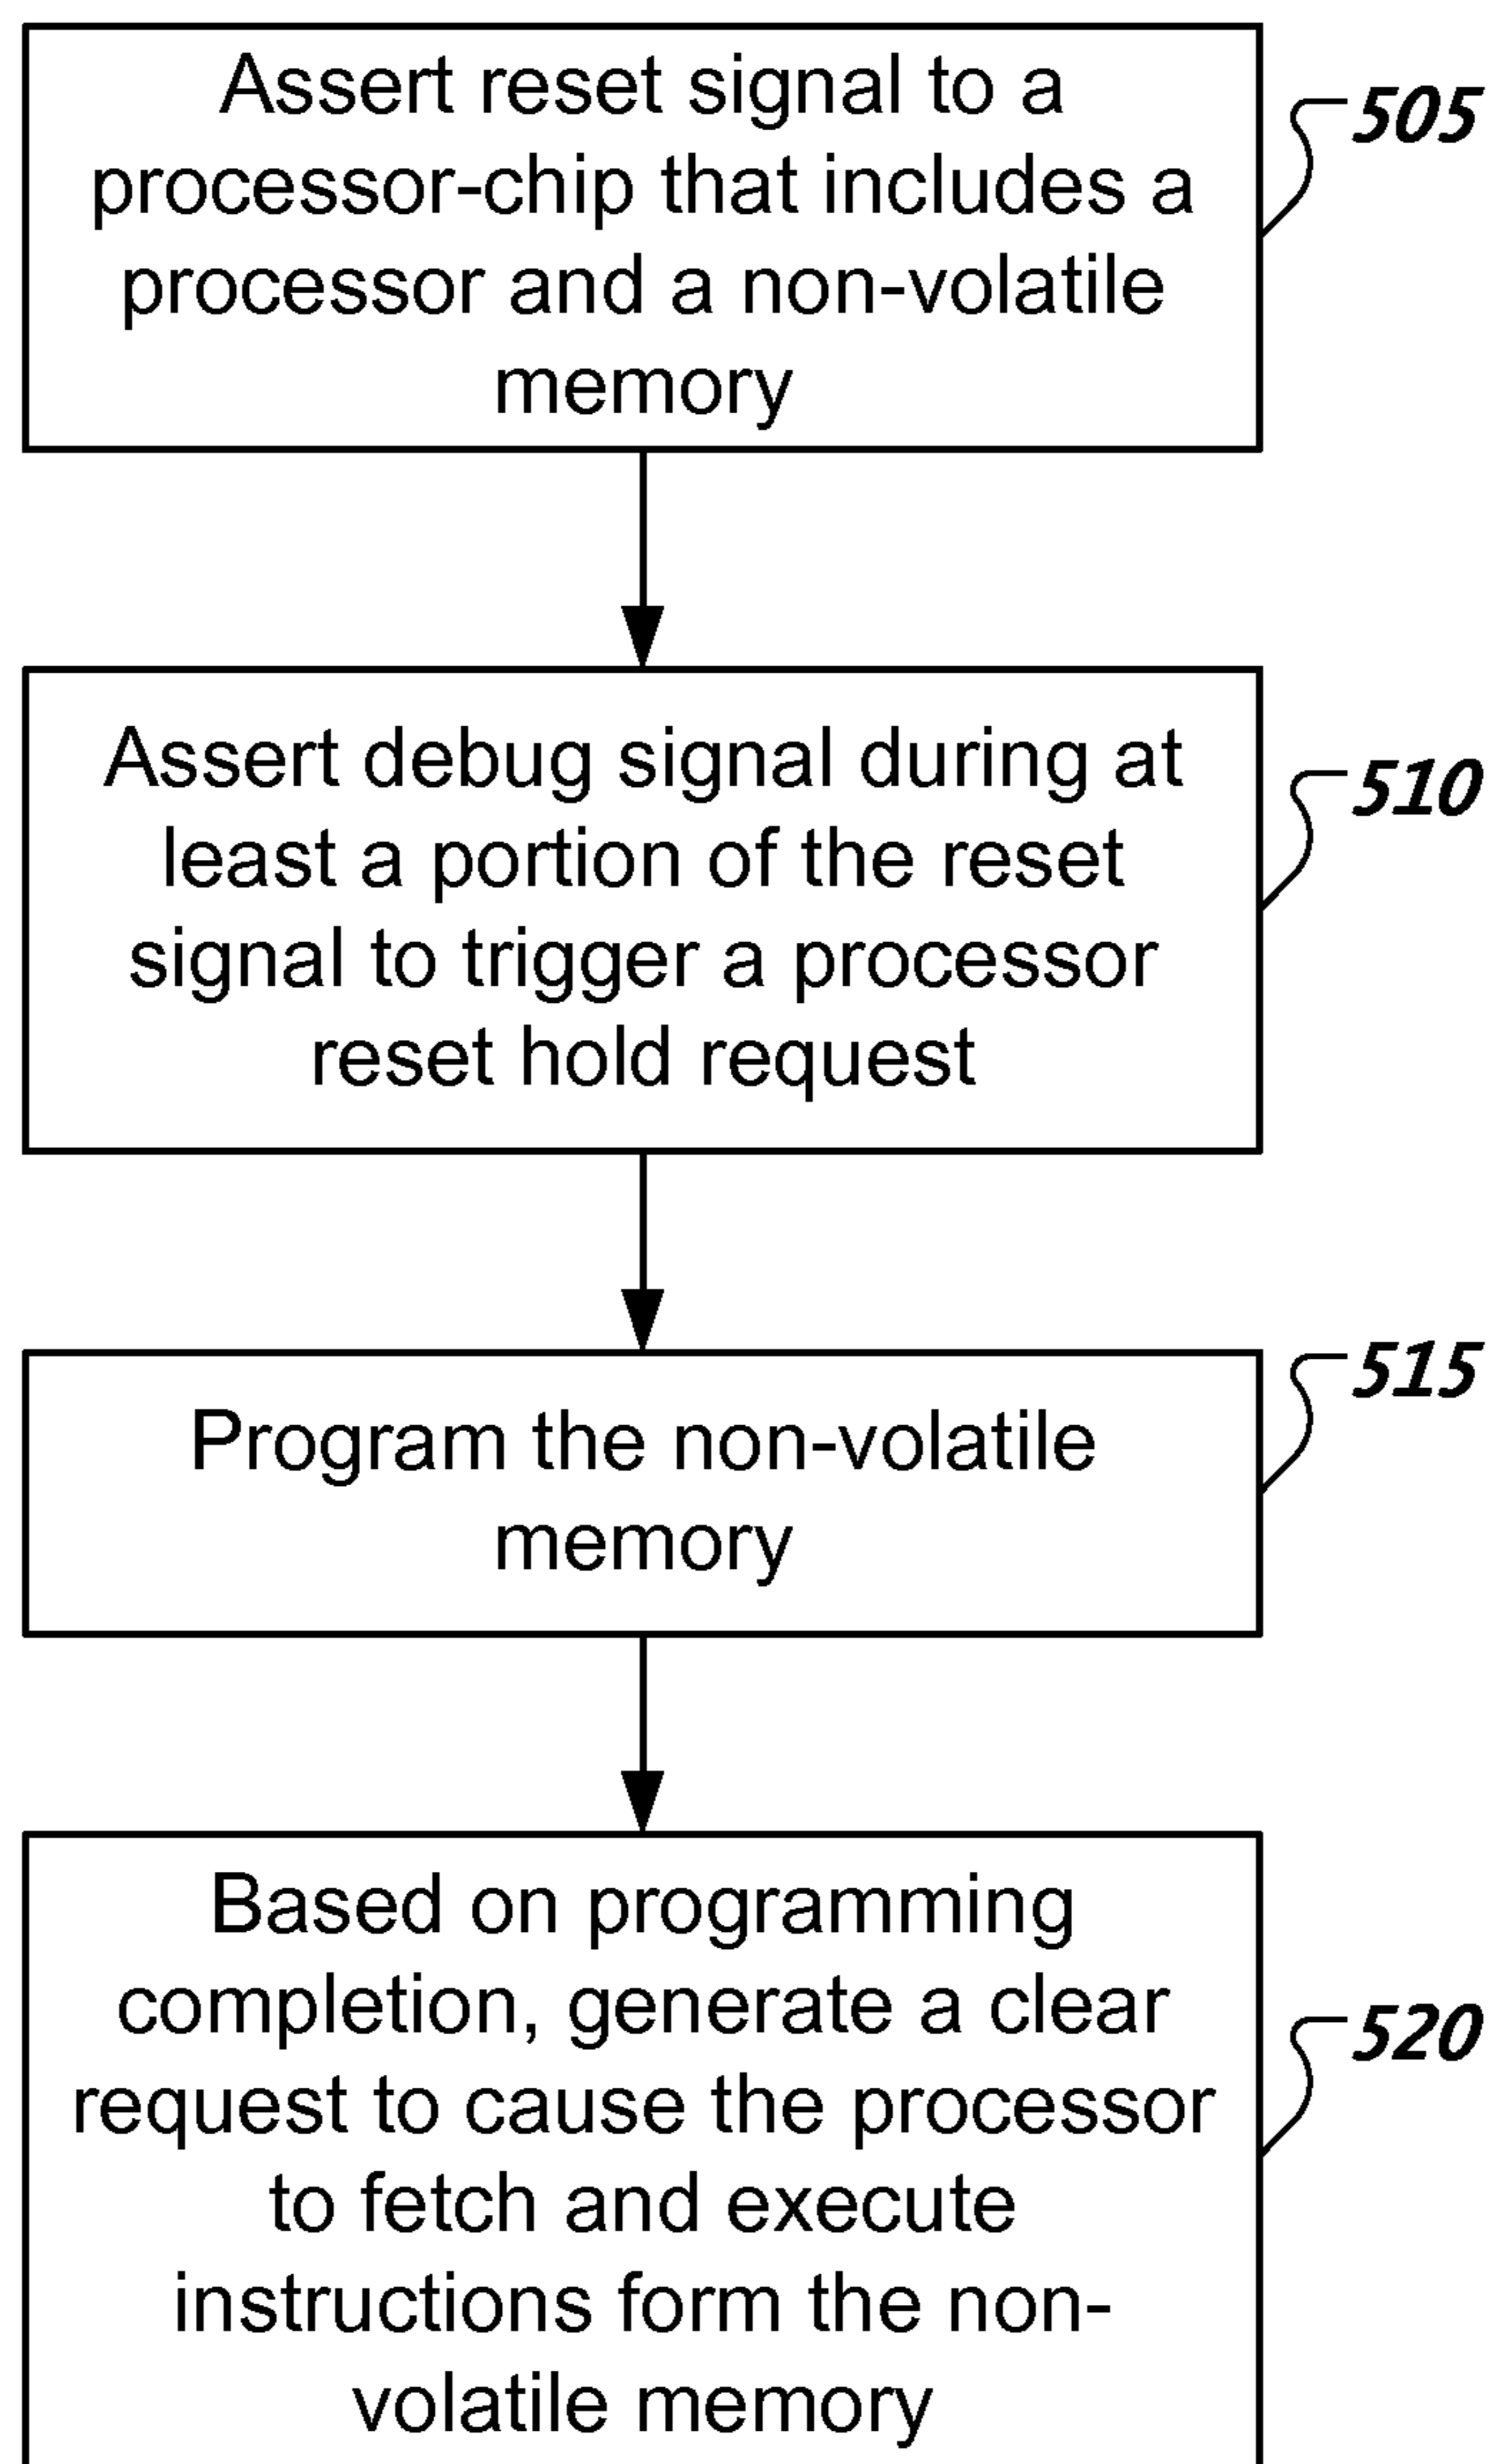 Assert reset signal to a
processor-chip that includes a
processor and a non-volatile
memory
505
Assert debug signal during at
least a portion of the reset
signal to trigger a processor
reset hold request
510
Program the non-volatile
memory
515
Based on programming
completion, generate a clear
request to cause the processor
to fetch and execute
instructions form the non-
volatile memory
520